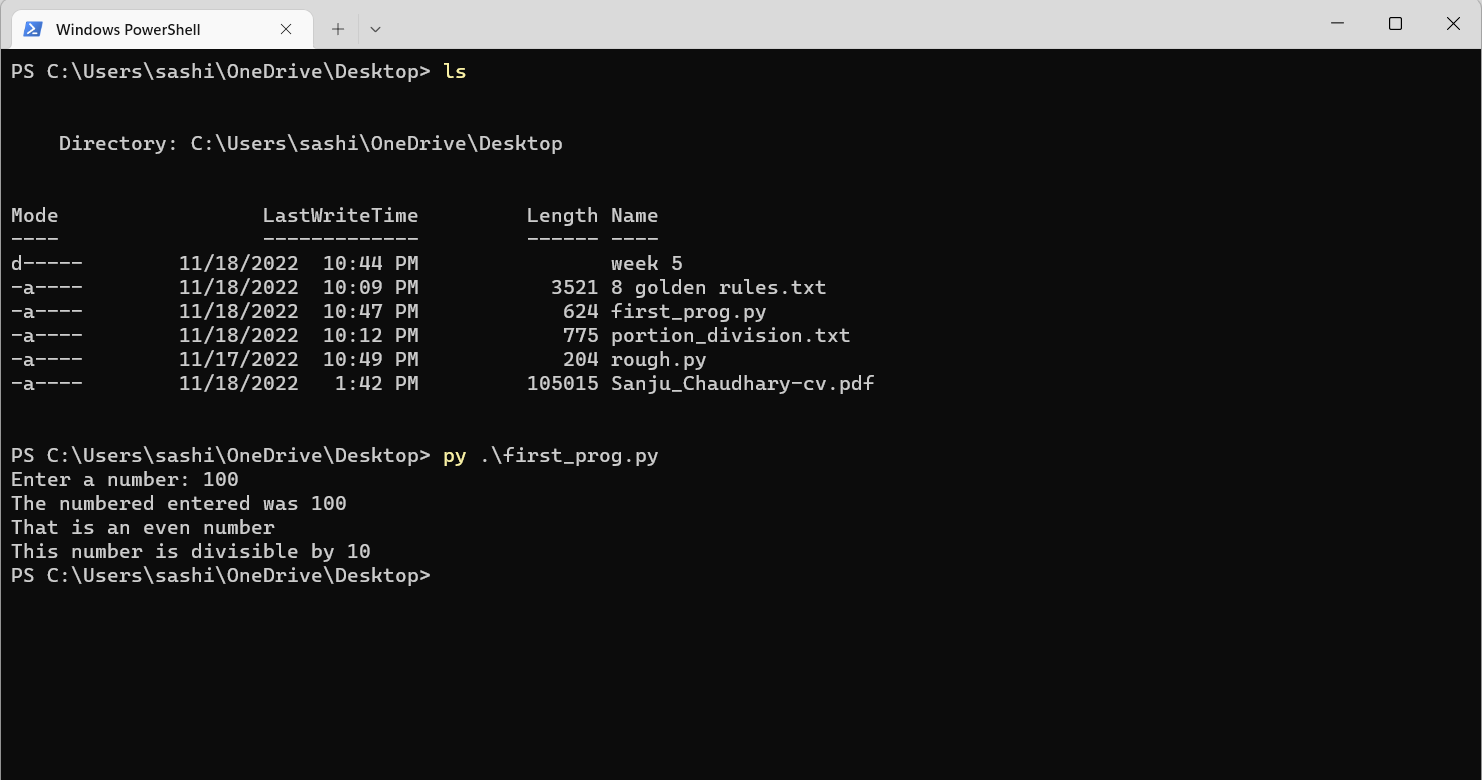 Windows PowerShell
PS C:\Users\sashi\OneDrive\Desktop> ls
    Directory: C:\Users\sashi\OneDrive\Desktop
Mode                 LastWriteTime         Length Name
----                 -------------         ------ ----
d-----        11/18/2022  10:44 PM                week 5
-a----        11/18/2022  10:09 PM           3521 8 golden rules.txt
-a----        11/18/2022  10:47 PM            624 first_prog.py
-a----        11/18/2022  10:12 PM            775 portion_division.txt
-a----        11/17/2022  10:49 PM            204 rough.py
-a----        11/18/2022   1:42 PM         105015 Sanju_Chaudhary-cv.pdf
PS C:\Users\sashi\OneDrive\Desktop> py .\first_prog.py
Enter a number: 100
The numbered entered was 100
That is an even number
This number is divisible by 10
PS C:\Users\sashi\OneDrive\Desktop>